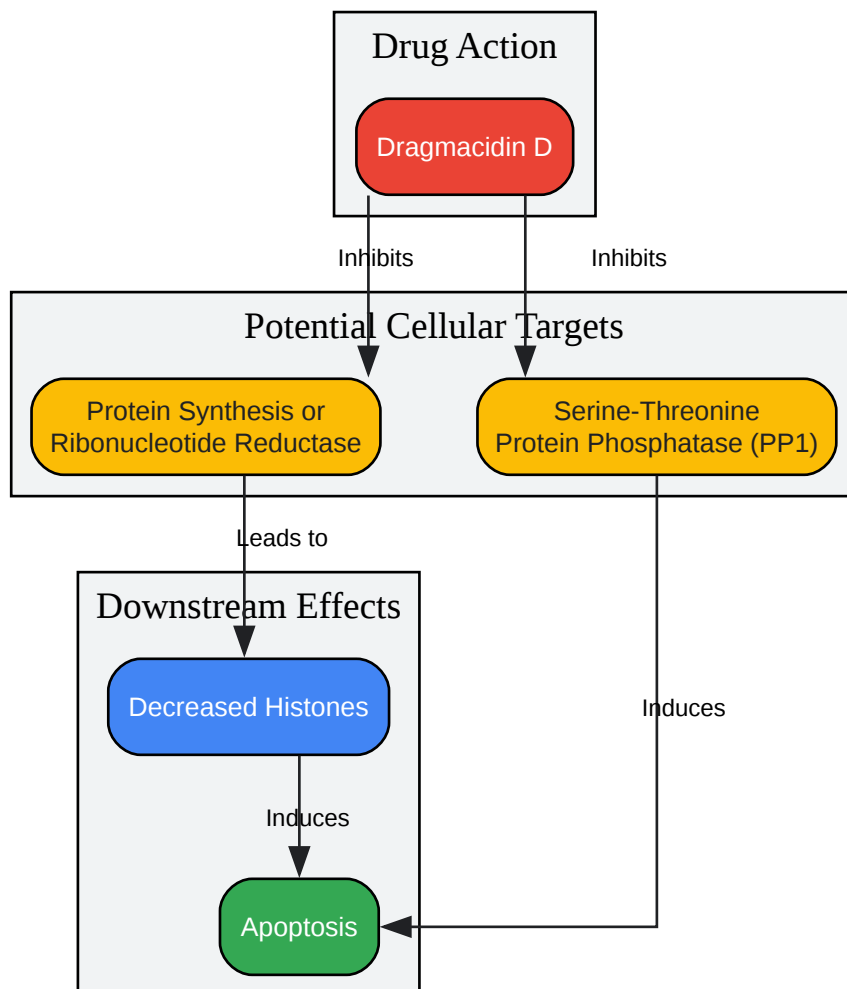 Drug Action
Dragmacidin D
Inhibits
Inhibits
Potential Cellular Targets
Protein Synthesis or
Ribonucleotide Reductase
Serine-Threonine
Protein Phosphatase (PP1)
Leads to
Downstream Effects
Decreased Histones
Induces
Induces
Apoptosis